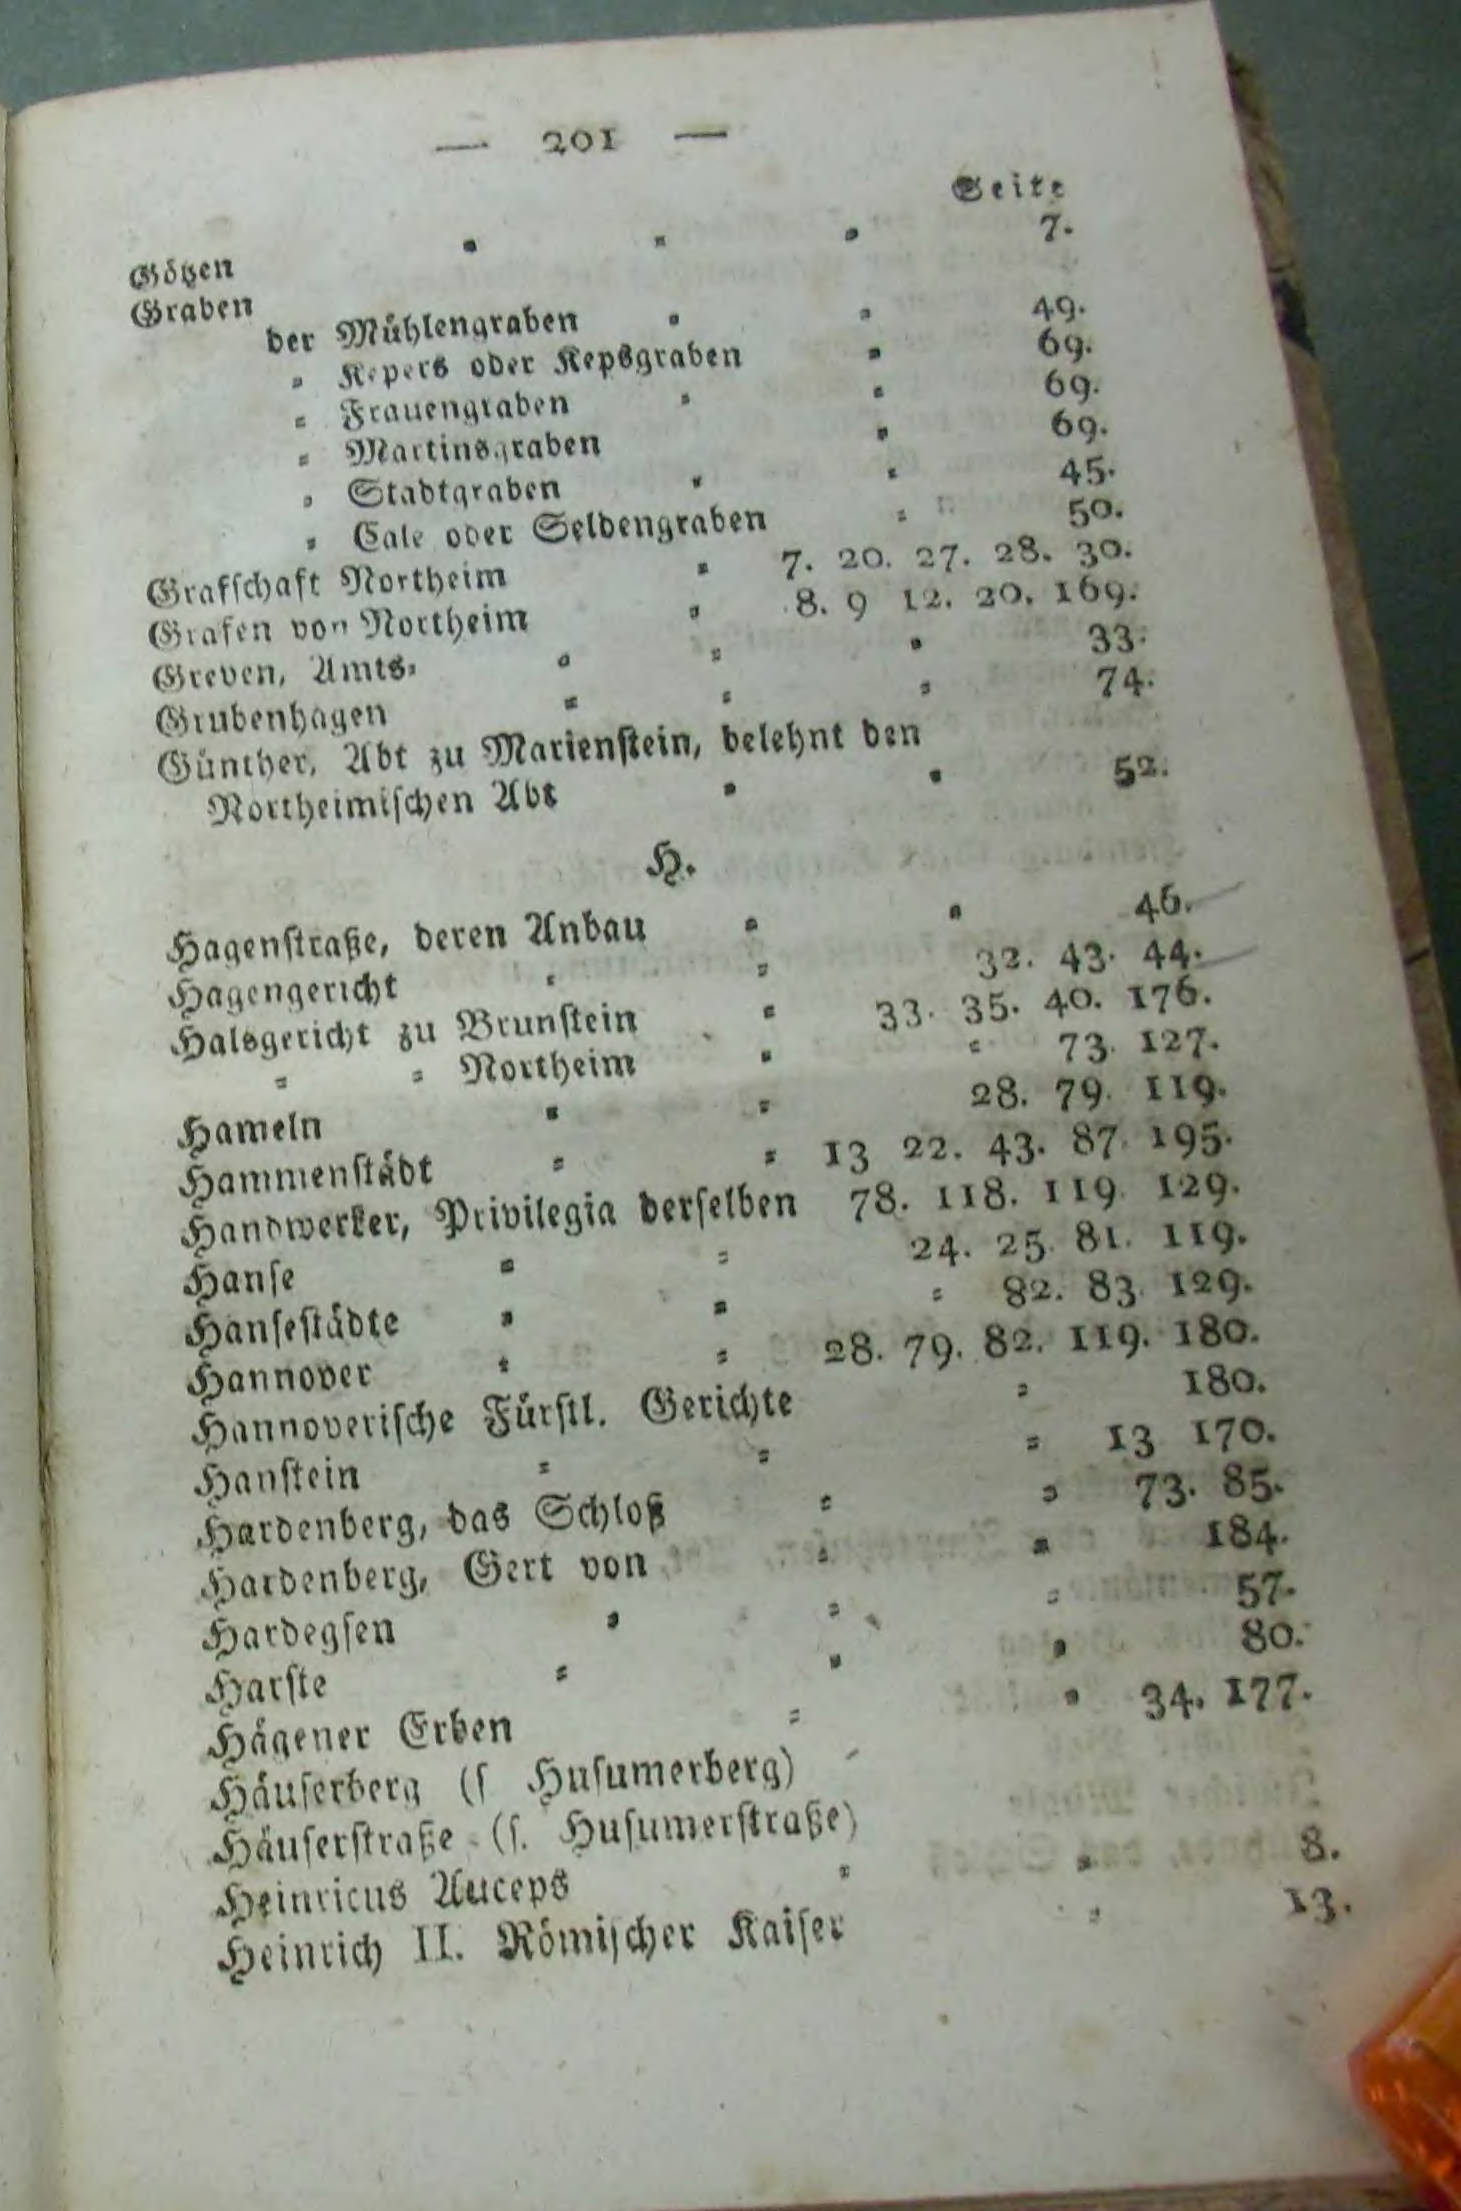 — 201 —
Seite
Götzen = = = 7.
Graben
der Mühlengraben = = 49.
= Kepers oder Kepsgraben = 69.
= Frauengraben = = 69.
= Martinsgraben = 69.
= Stadtgraben = = 45.
= Cale oder Seldengraben = 50.
Grafschaft Northeim = 7. 20. 27. 28. 30.
Grafen von Northeim = 8. 9 12. 20. 169.
Greven, Amts= = = = 33.
Grubenhagen = = = 74.
Günther, Abt zu Marienstein, belehnt den
Northeimischen Abt = = 52.
H.
Hagenstraße, deren Anbau = = 46.
Hagengericht = = 32. 43. 44.
Halsgericht zu Brunstein = 33. 35. 40. 176.
= = Northeim = = 73. 127.
Hameln = = 28. 79. 119.
Hammenstädt = = 13 22. 43. 87. 195.
Handwerker, Privilegia derselben 78. 118. 119. 129.
Hanse = = 24. 25. 81. 119.
Hansestädte = = = 82. 83. 129.
Hannover = = 28. 79. 82. 119. 180.
Hannoverische Fürstl. Gerichte = 180.
Hanstein = = = 13 170.
Hardenberg, das Schloß = = 73. 85.
Hardenberg, Gert von = = 184.
Hardegsen = = = 57.
Harste = = = 80.
Hägener Erben = = 34. 177.
Häuserberg (s Husumerberg)
Häuserstraße (s. Husumerstraße)
Heinricus Auceps = = 8.
Heinrich II. Römischer Kaiser = 13.